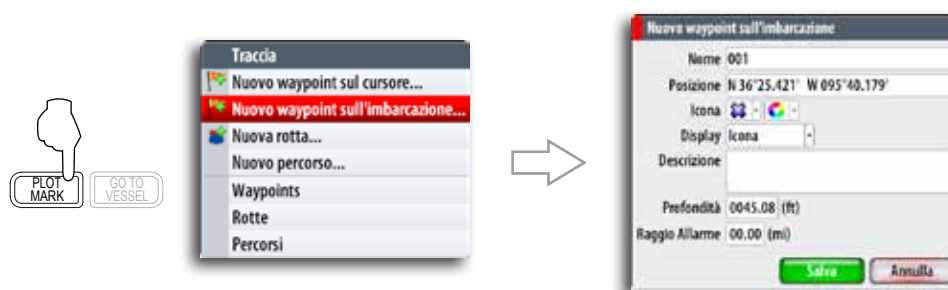 PLOT
MARK
GO TO
VESSEL
Traccia
Nuovo waypoint sul cursore...
Nuovo waypoint sull'imbarcazione...
Nuova rotta...
Nuovo percorso...
Waypoints
Rotte
Percorsi
Nuovo waypoint sull'imbarcazione
Nome 001
Posizione N 36°25.421' W 095°40.179'
Icona
Display Icona
Descrizione
Profondità 0045.08 (ft)
Raggio Allarme 00.00 (mi)
Salva Annulla